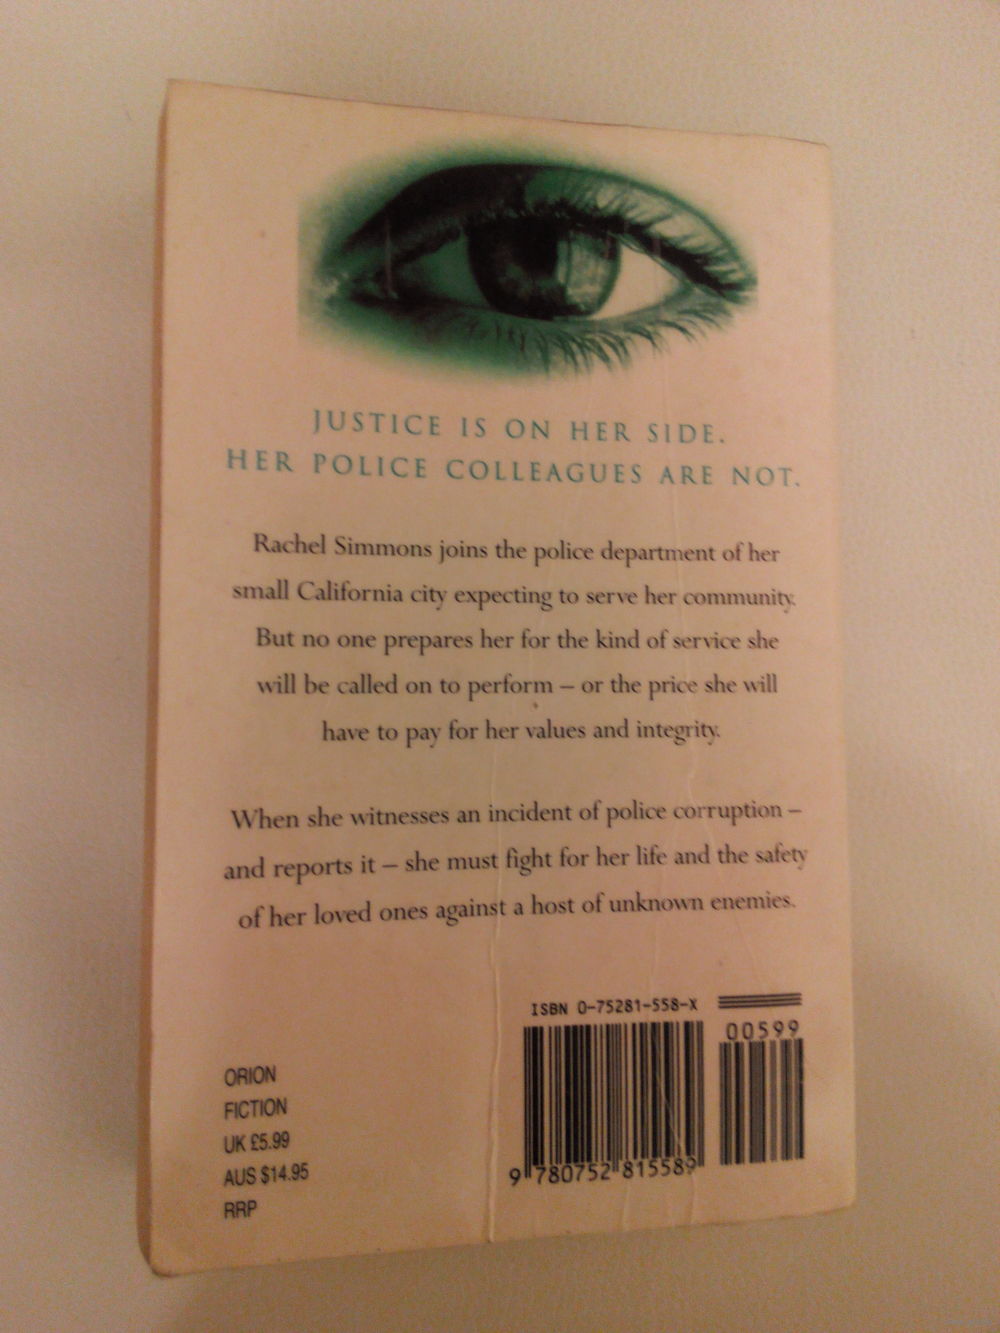 JUSTICE IS ON HER SIDE.
HER POLICE COLLEAGUES ARE NOT.
Rachel Simmons joins the police department of her
small California city expecting to serve her community.
But no one prepares her for the kind of service she
will be called on to perform – or the price she will
have to pay for her values and integrity.
When she witnesses an incident of police corruption –
and reports it – she must fight for her life and the safety
of her loved ones against a host of unknown enemies.
ISBN 0-75281-558-X
00599
9 780752 815589
ORION
FICTION
UK £5.99
AUS $14.95
RRP